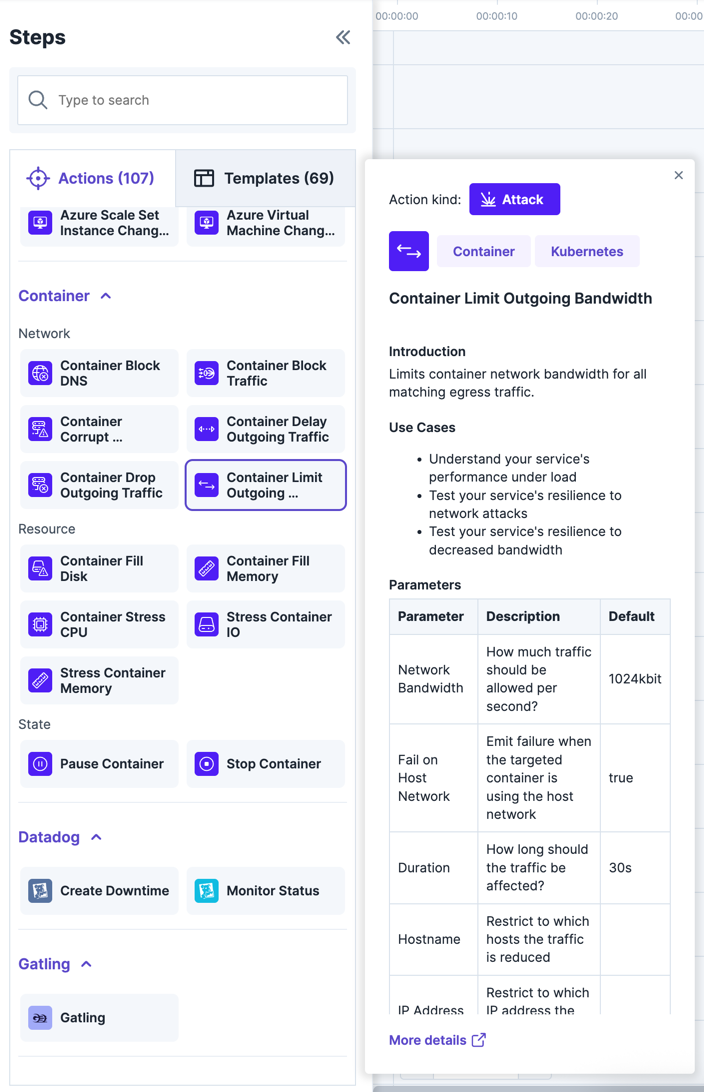 00:00:00
00:00:10
00:00:20
Steps
Type to search
Actions (107)
Templates (69)
Azure Scale Set
Instance Chang...
Azure Virtual
Machine Chang...
Container
Network
Container Block
DNS
Container Block
Traffic
Container
Corrupt ...
Container Delay
Outgoing Traffic
Container Drop
Outgoing Traffic
Container Limit
Outgoing ...
Resource
Container Fill
Disk
Container Fill
Memory
Container Stress
CPU
Stress Container
IO
Stress Container
Memory
State
Pause Container
Stop Container
Datadog
Create Downtime
Monitor Status
Gatling
Gatling
Action kind:
Attack
Container
Kubernetes
Container Limit Outgoing Bandwidth
Introduction
Limits container network bandwidth for all
matching egress traffic.
Use Cases
• Understand your service's
performance under load
• Test your service's resilience to
network attacks
• Test your service's resilience to
decreased bandwidth
Parameters
Parameter
Description
Default
Network
Bandwidth
How much traffic
should be
allowed per
second?
1024kbit
Fail on
Host
Network
Emit failure when
the targeted
container is
using the host
network
true
Duration
How long should
the traffic be
affected?
30s
Hostname
Restrict to which
hosts the traffic
is reduced
IP Address
Restrict to which
IP address the
More details